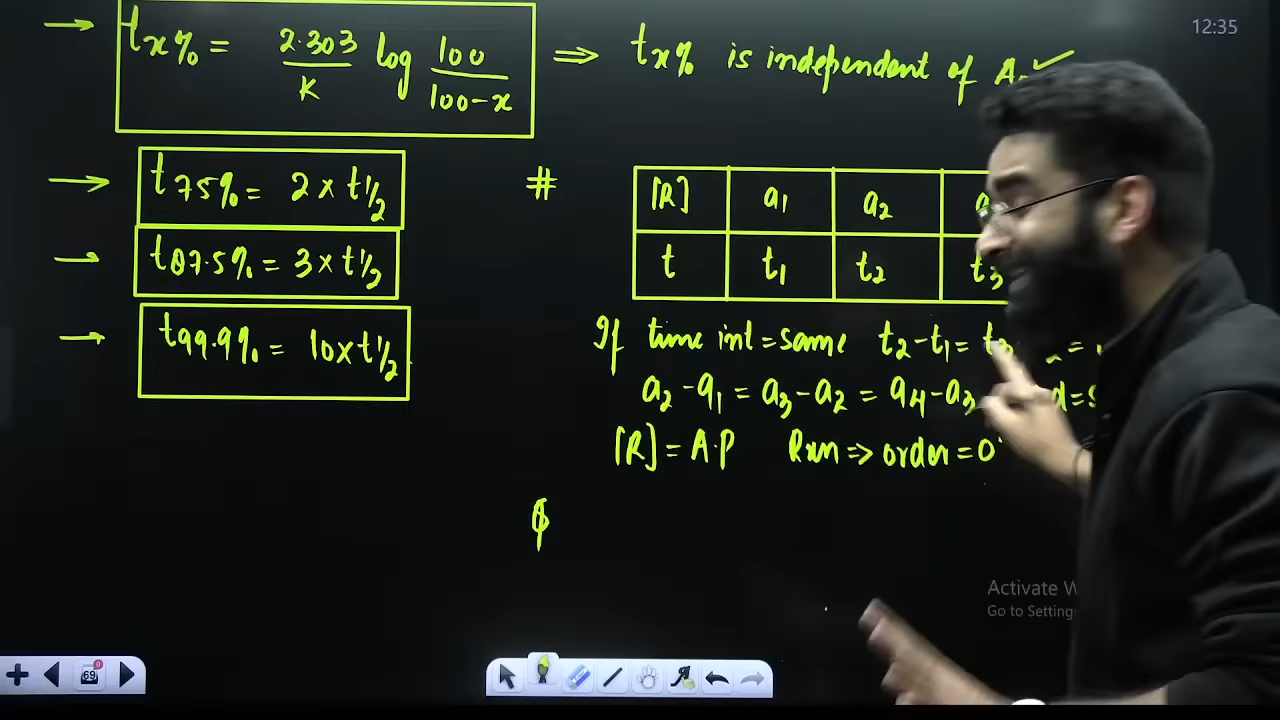 12:35
→ tx% = 2.303/K log 100/100-x ⇒ tx% is independent of A
→ t75% = 2 × t1/2
→ t87.5% = 3 × t1/2
→ t99.9% = 10 × t1/2
#
[R] a1 a2 a
t t1 t2 t3
If time int = same t2 - t1 = t3
a2 - a1 = a3 - a2 = a4 - a3
[R] = A.P Rxn ⇒ order = 0
Activate W
Go to Setting
69